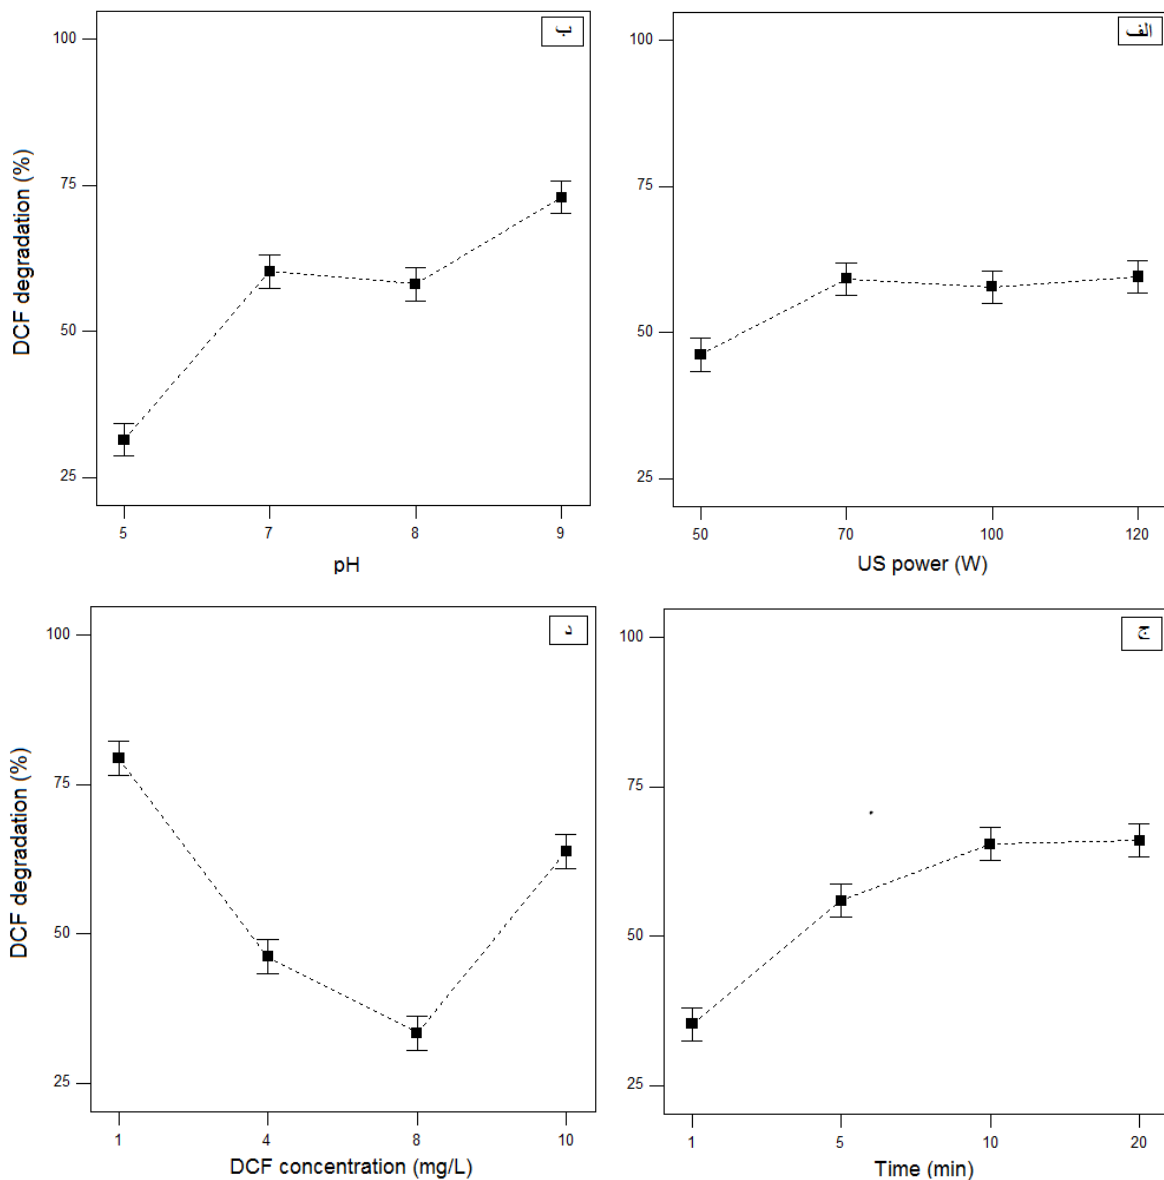 ب
DCF degradation (%)
100
75
50
25
5 7 8 9
pH
الف
100
75
50
25
50 70 100 120
US power (W)
د
DCF degradation (%)
100
75
50
25
1 4 8 10
DCF concentration (mg/L)
ج
100
75
50
25
1 5 10 20
Time (min)